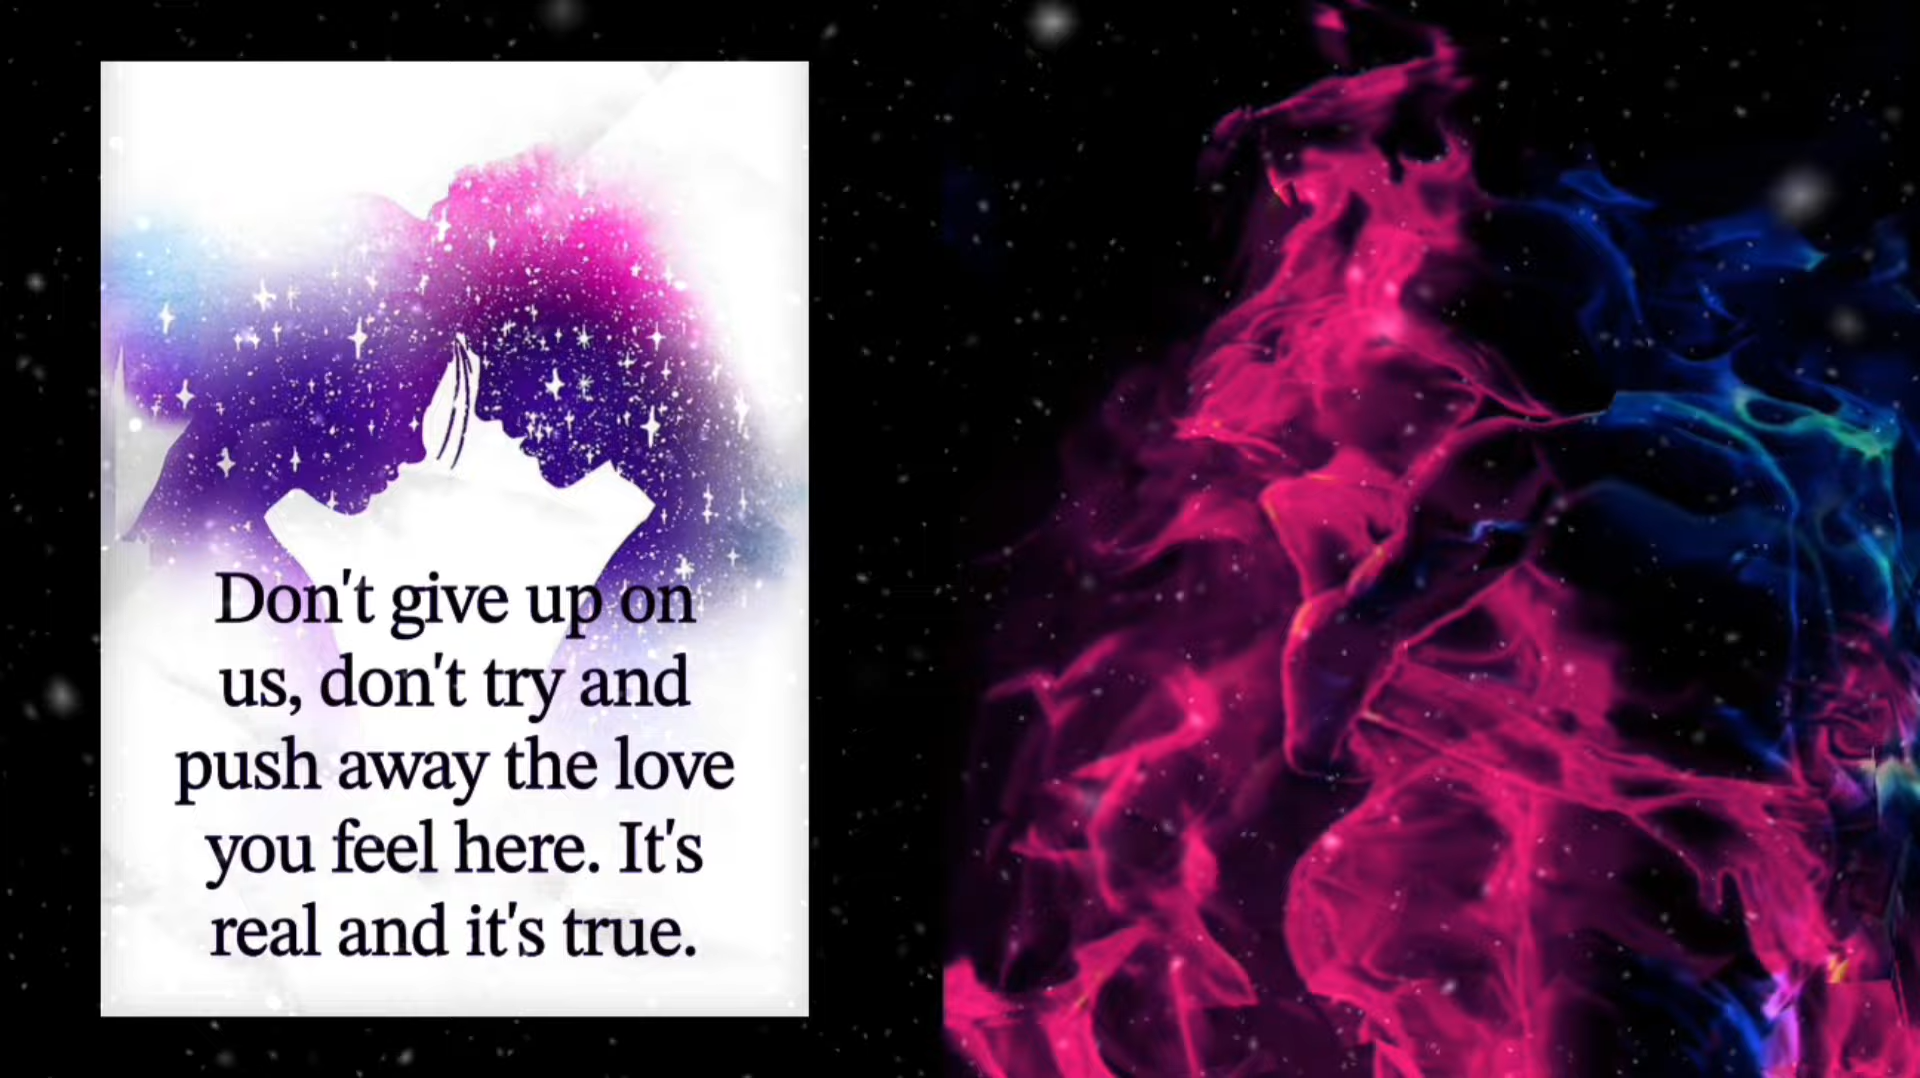 Don't give up on
us, don't try and
push away the love
you feel here. It's
real and it's true.